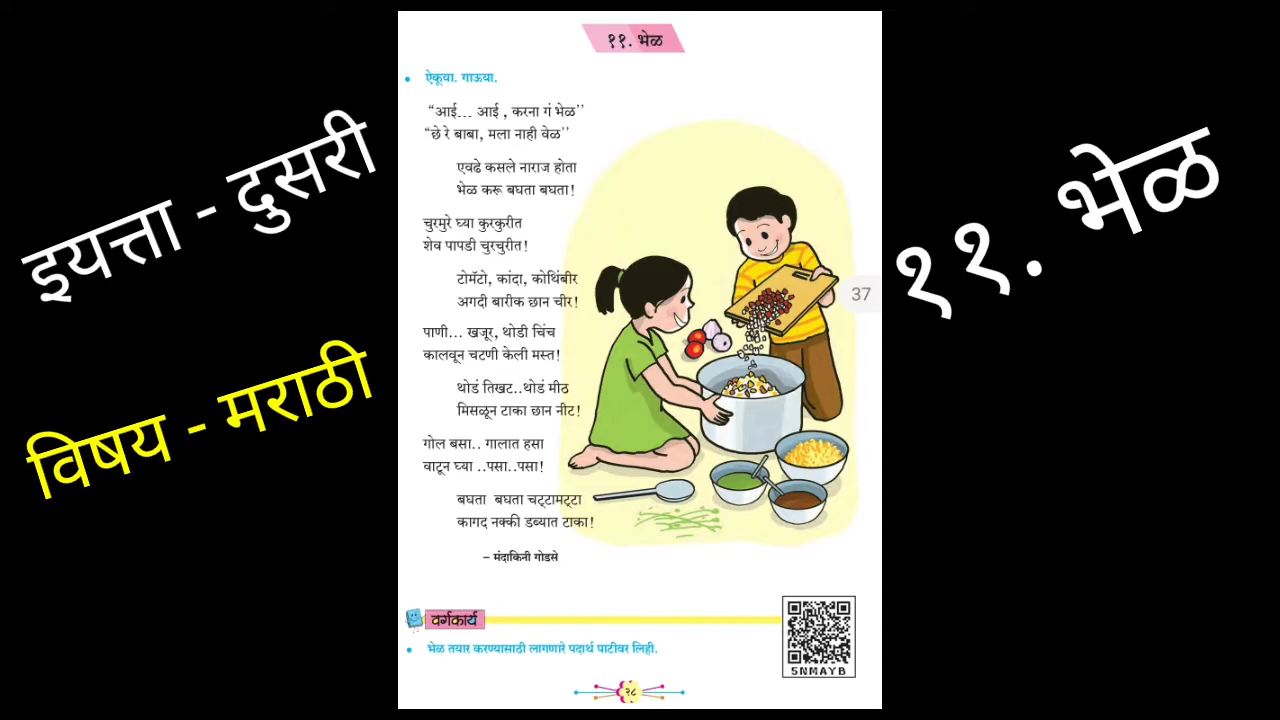 इयत्ता - दुसरी
विषय - मराठी
११. भेळ
११. भेळ
• ऐकूया. गाऊया.
“आई... आई , करना गं भेळ’’
“छे रे बाबा, मला नाही वेळ’’
एवढे कसले नाराज होता
भेळ करू बघता बघता!
चुरमुरे घ्या कुरकुरीत
शेव पापडी चुरचुरीत!
टोमॅटो, कांदा, कोथिंबीर
अगदी बारीक छान चीर!
पाणी... खजूर, थोडी चिंच
कालवून चटणी केली मस्त!
थोडं तिखट..थोडं मीठ
मिसळून टाका छान नीट!
गोल बसा.. गालात हसा
वाटून घ्या ..पसा..पसा!
बघता बघता चट्टामट्टा
कागद नक्की डब्यात टाका!
– मंदाकिनी गोडसे
37
वर्गकार्य
• भेळ तयार करण्यासाठी लागणारे पदार्थ पाटीवर लिही.
5NMAYB
२८